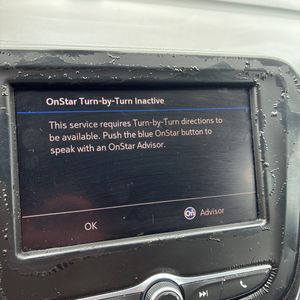 OnStar Turn-by-Turn Inactive
This service requires Turn-by-Turn directions to
be available. Push the blue OnStar button to
speak with an OnStar Advisor.
OK
On Advisor